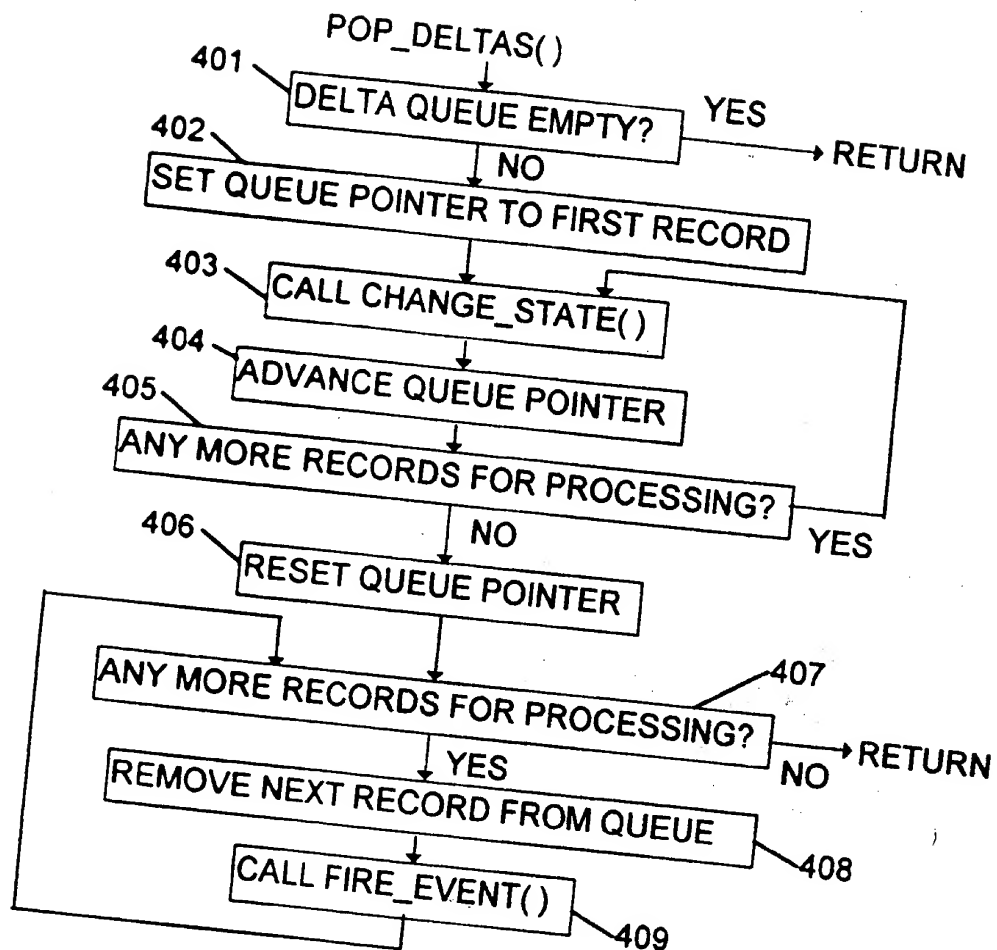 POP_DELTAS()
401
DELTA QUEUE EMPTY?
YES
RETURN
402
NO
SET QUEUE POINTER TO FIRST RECORD
403
CALL CHANGE_STATE()
404
ADVANCE QUEUE POINTER
405
ANY MORE RECORDS FOR PROCESSING?
YES
NO
406
RESET QUEUE POINTER
407
ANY MORE RECORDS FOR PROCESSING?
RETURN
NO
YES
REMOVE NEXT RECORD FROM QUEUE
408
CALL FIRE_EVENT()
409